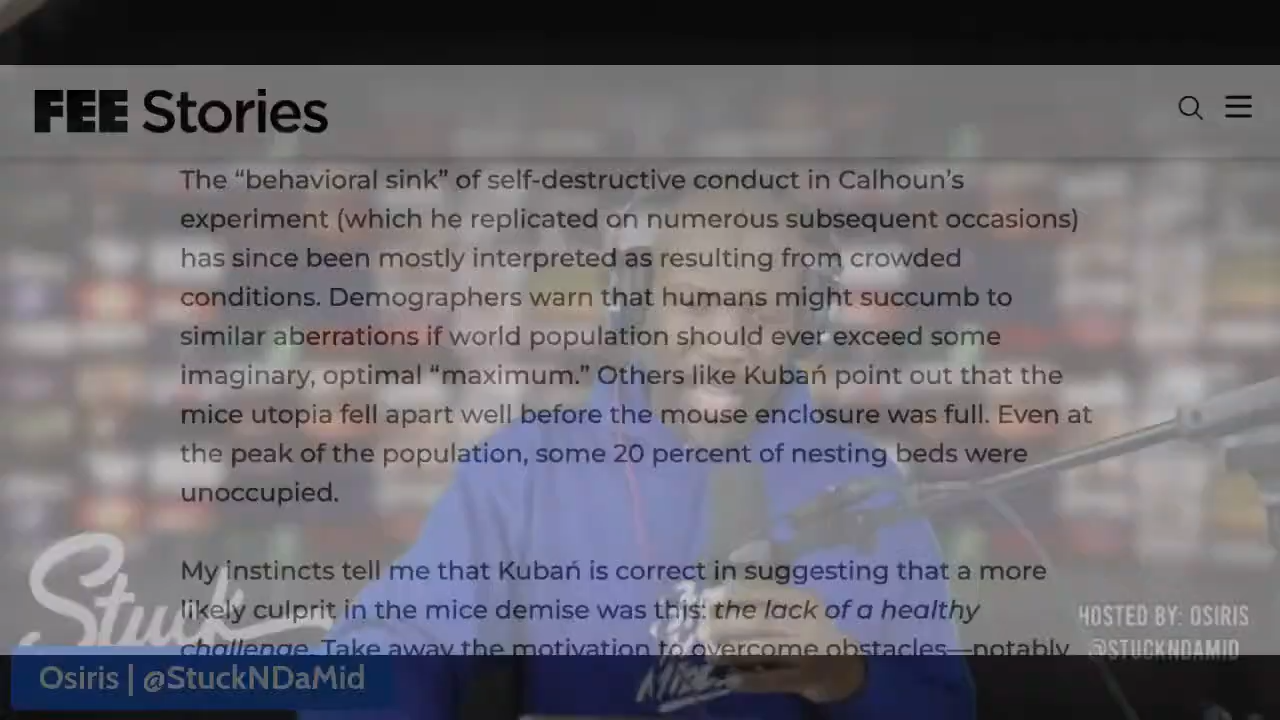 FEE Stories
The “behavioral sink” of self-destructive conduct in Calhoun’s
experiment (which he replicated on numerous subsequent occasions)
has since been mostly interpreted as resulting from crowded
conditions. Demographers warn that humans might succumb to
similar aberrations if world population should ever exceed some
imaginary, optimal “maximum.” Others like Kubań point out that the
mice utopia fell apart well before the mouse enclosure was full. Even at
the peak of the population, some 20 percent of nesting beds were
unoccupied.
My instincts tell me that Kubań is correct in suggesting that a more
likely culprit in the mice demise was this: the lack of a healthy
challenge. Take away the motivation to overcome obstacles—notably
Stuck
HOSTED BY: OSIRIS
@STUCKNDAMID
Osiris | @StuckNDaMid